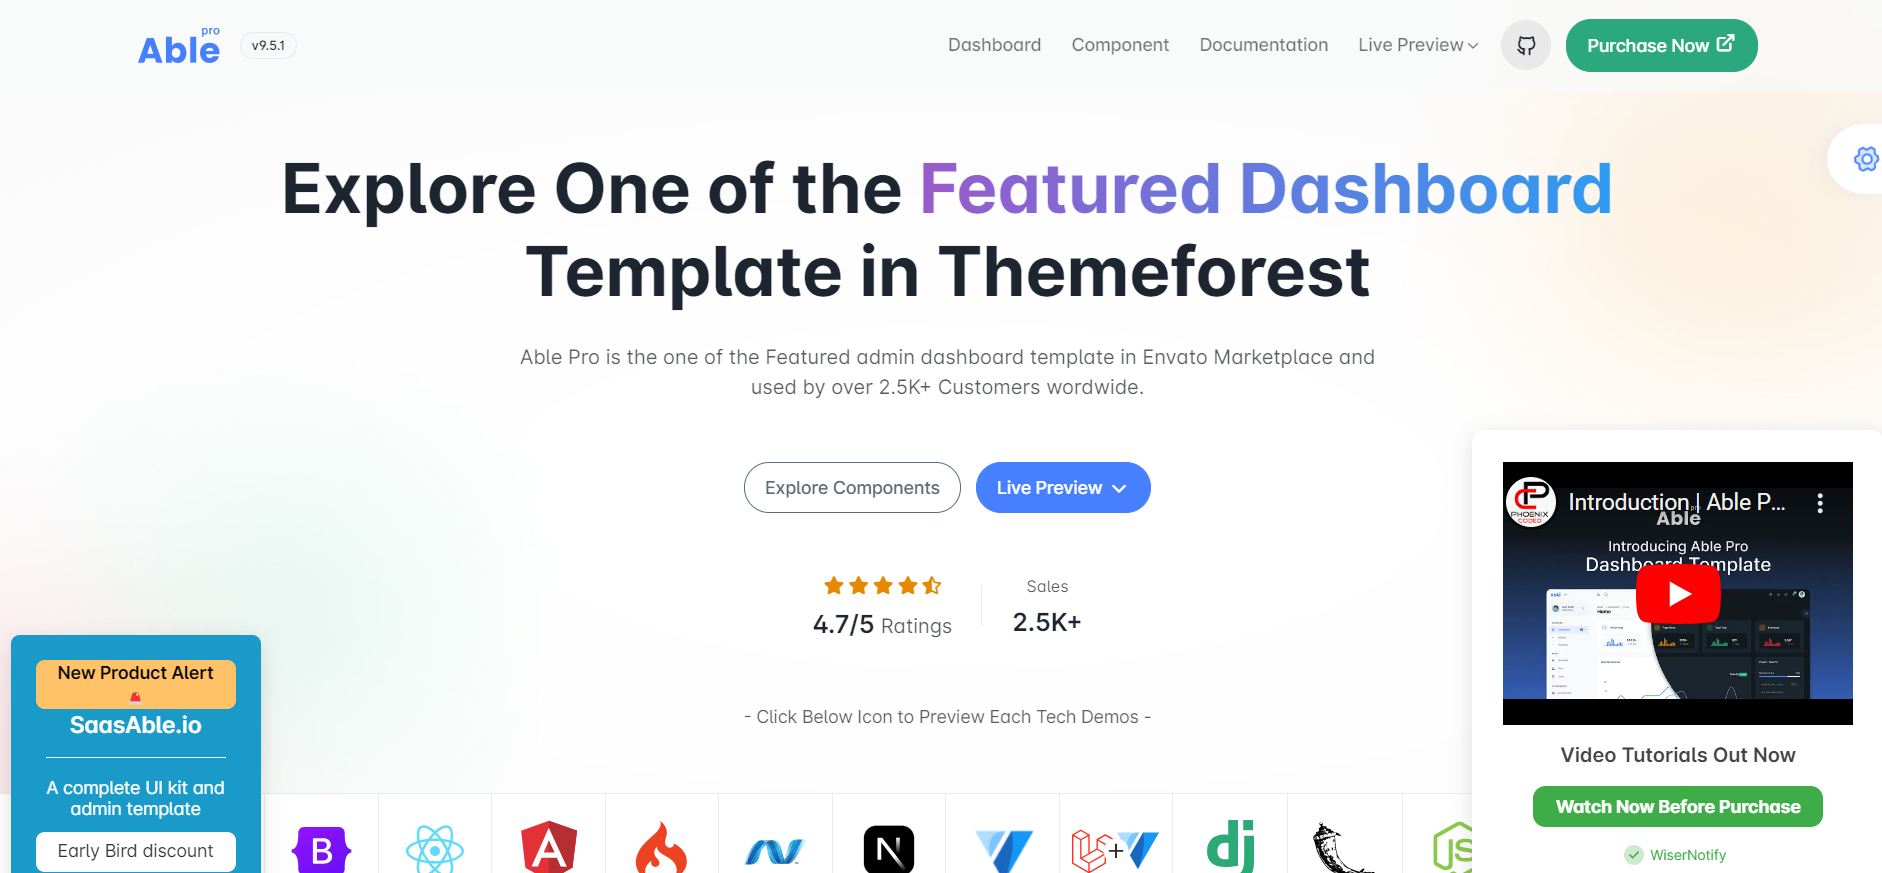 Able pro
v9.5.1
Dashboard
Component
Documentation
Live Preview
Purchase Now
Explore One of the Featured Dashboard
Template in Themeforest
Able Pro is the one of the Featured admin dashboard template in Envato Marketplace and
used by over 2.5K+ Customers wordwide.
Explore Components
Live Preview
4.7/5 Ratings
Sales
2.5K+
- Click Below Icon to Preview Each Tech Demos -
New Product Alert
SaasAble.io
A complete UI kit and
admin template
Early Bird discount
B
A
N
+
dj
JS
PHOENIX
CODED
Introduction | Able P...
Able
Introducing Able Pro
Dashboard Template
Video Tutorials Out Now
Watch Now Before Purchase
WiserNotify